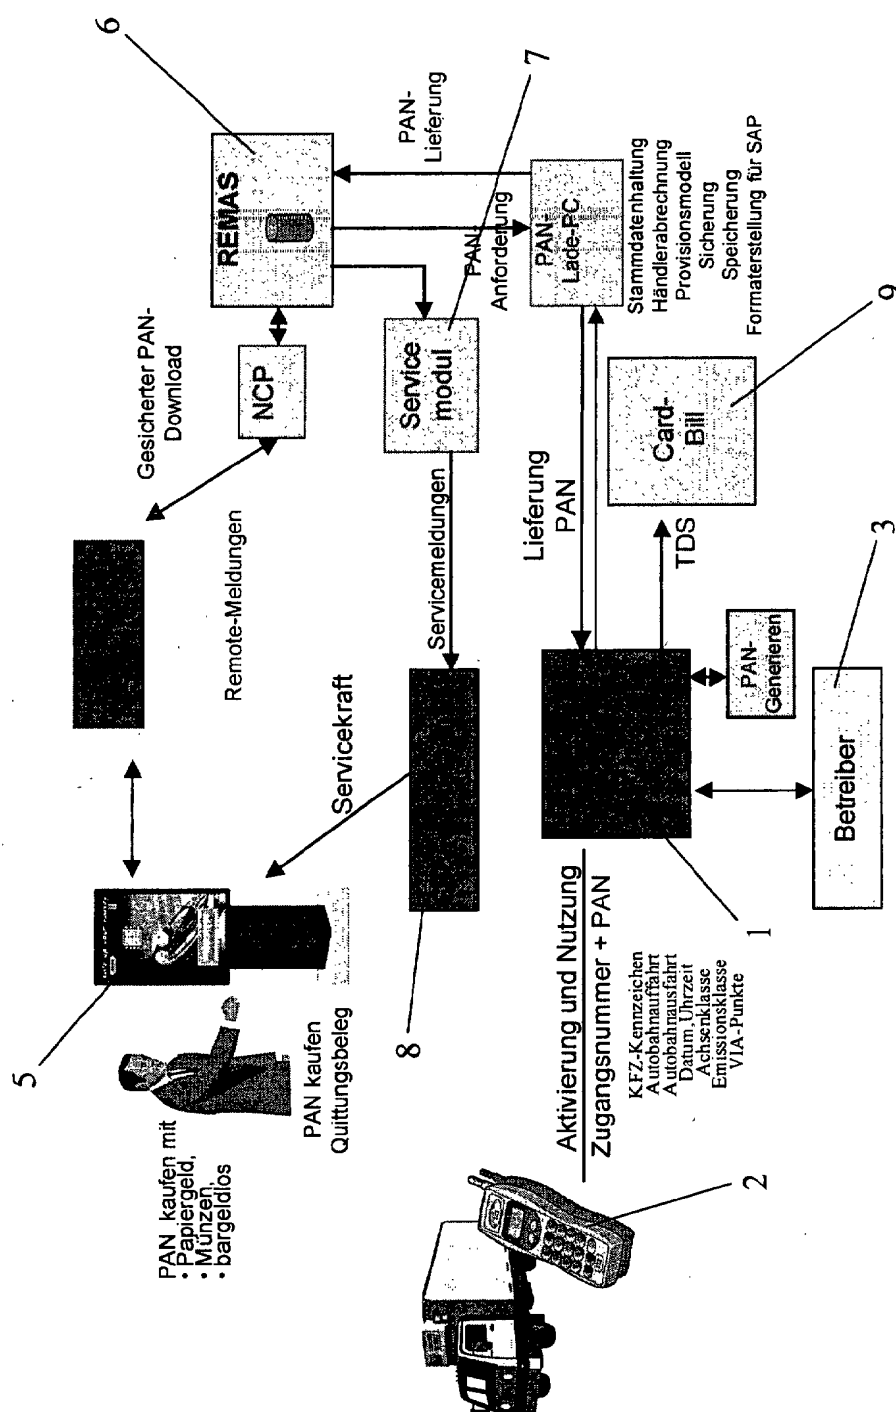 PAN kaufen mit
• Papiergeld,
• Münzen,
• bargeldlos
5
PAN kaufen
Quittungsbeleg
Remote-Meldungen
Gesicherter PAN-
Download
NCP
REMAS
6
PAN-
Lieferung
PAN-
Anforderung
7
Service
modul
Servicemeldungen
Servicekraft
8
PAN-
Lade-PC
Stammdatenhaltung
Händlerabrechnung
Provisionsmodell
Sicherung
Speicherung
Formaterstellung für SAP
Lieferung
PAN
Aktivierung und Nutzung
Zugangsnummer + PAN
KFZ-Kennzeichen
Autobahnauffahrt
Autobahnausfahrt
Datum,Uhrzeit
Achsenklasse
Emissionsklasse
VIA-Punkte
2
1
TDS
Card-
Bill
9
PAN-
Generieren
Betreiber
3